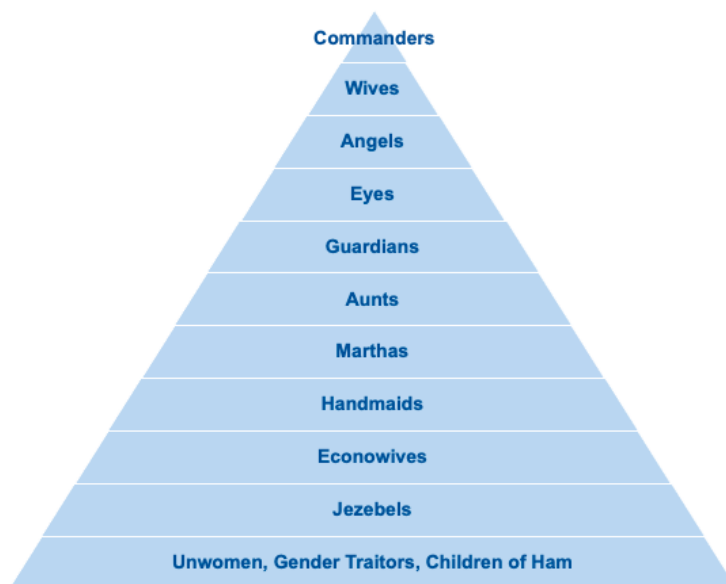 Commanders
Wives
Angels
Eyes
Guardians
Aunts
Marthas
Handmaids
Econowives
Jezebels
Unwomen, Gender Traitors, Children of Ham